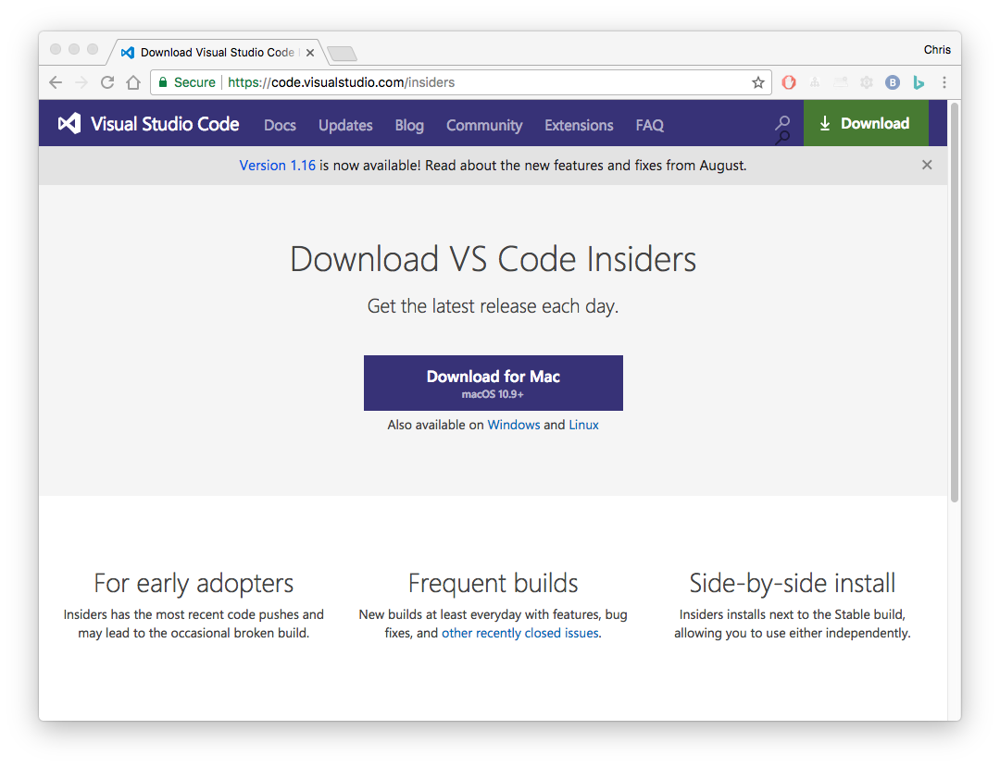 Download Visual Studio Code
Chris
Secure https://code.visualstudio.com/insiders
B
Visual Studio Code Docs Updates Blog Community Extensions FAQ Download
Version 1.16 is now available! Read about the new features and fixes from August.
Download VS Code Insiders
Get the latest release each day.
Download for Mac
macOS 10.9+
Also available on Windows and Linux
For early adopters
Insiders has the most recent code pushes and
may lead to the occasional broken build.
Frequent builds
New builds at least everyday with features, bug
fixes, and other recently closed issues.
Side-by-side install
Insiders installs next to the Stable build,
allowing you to use either independently.